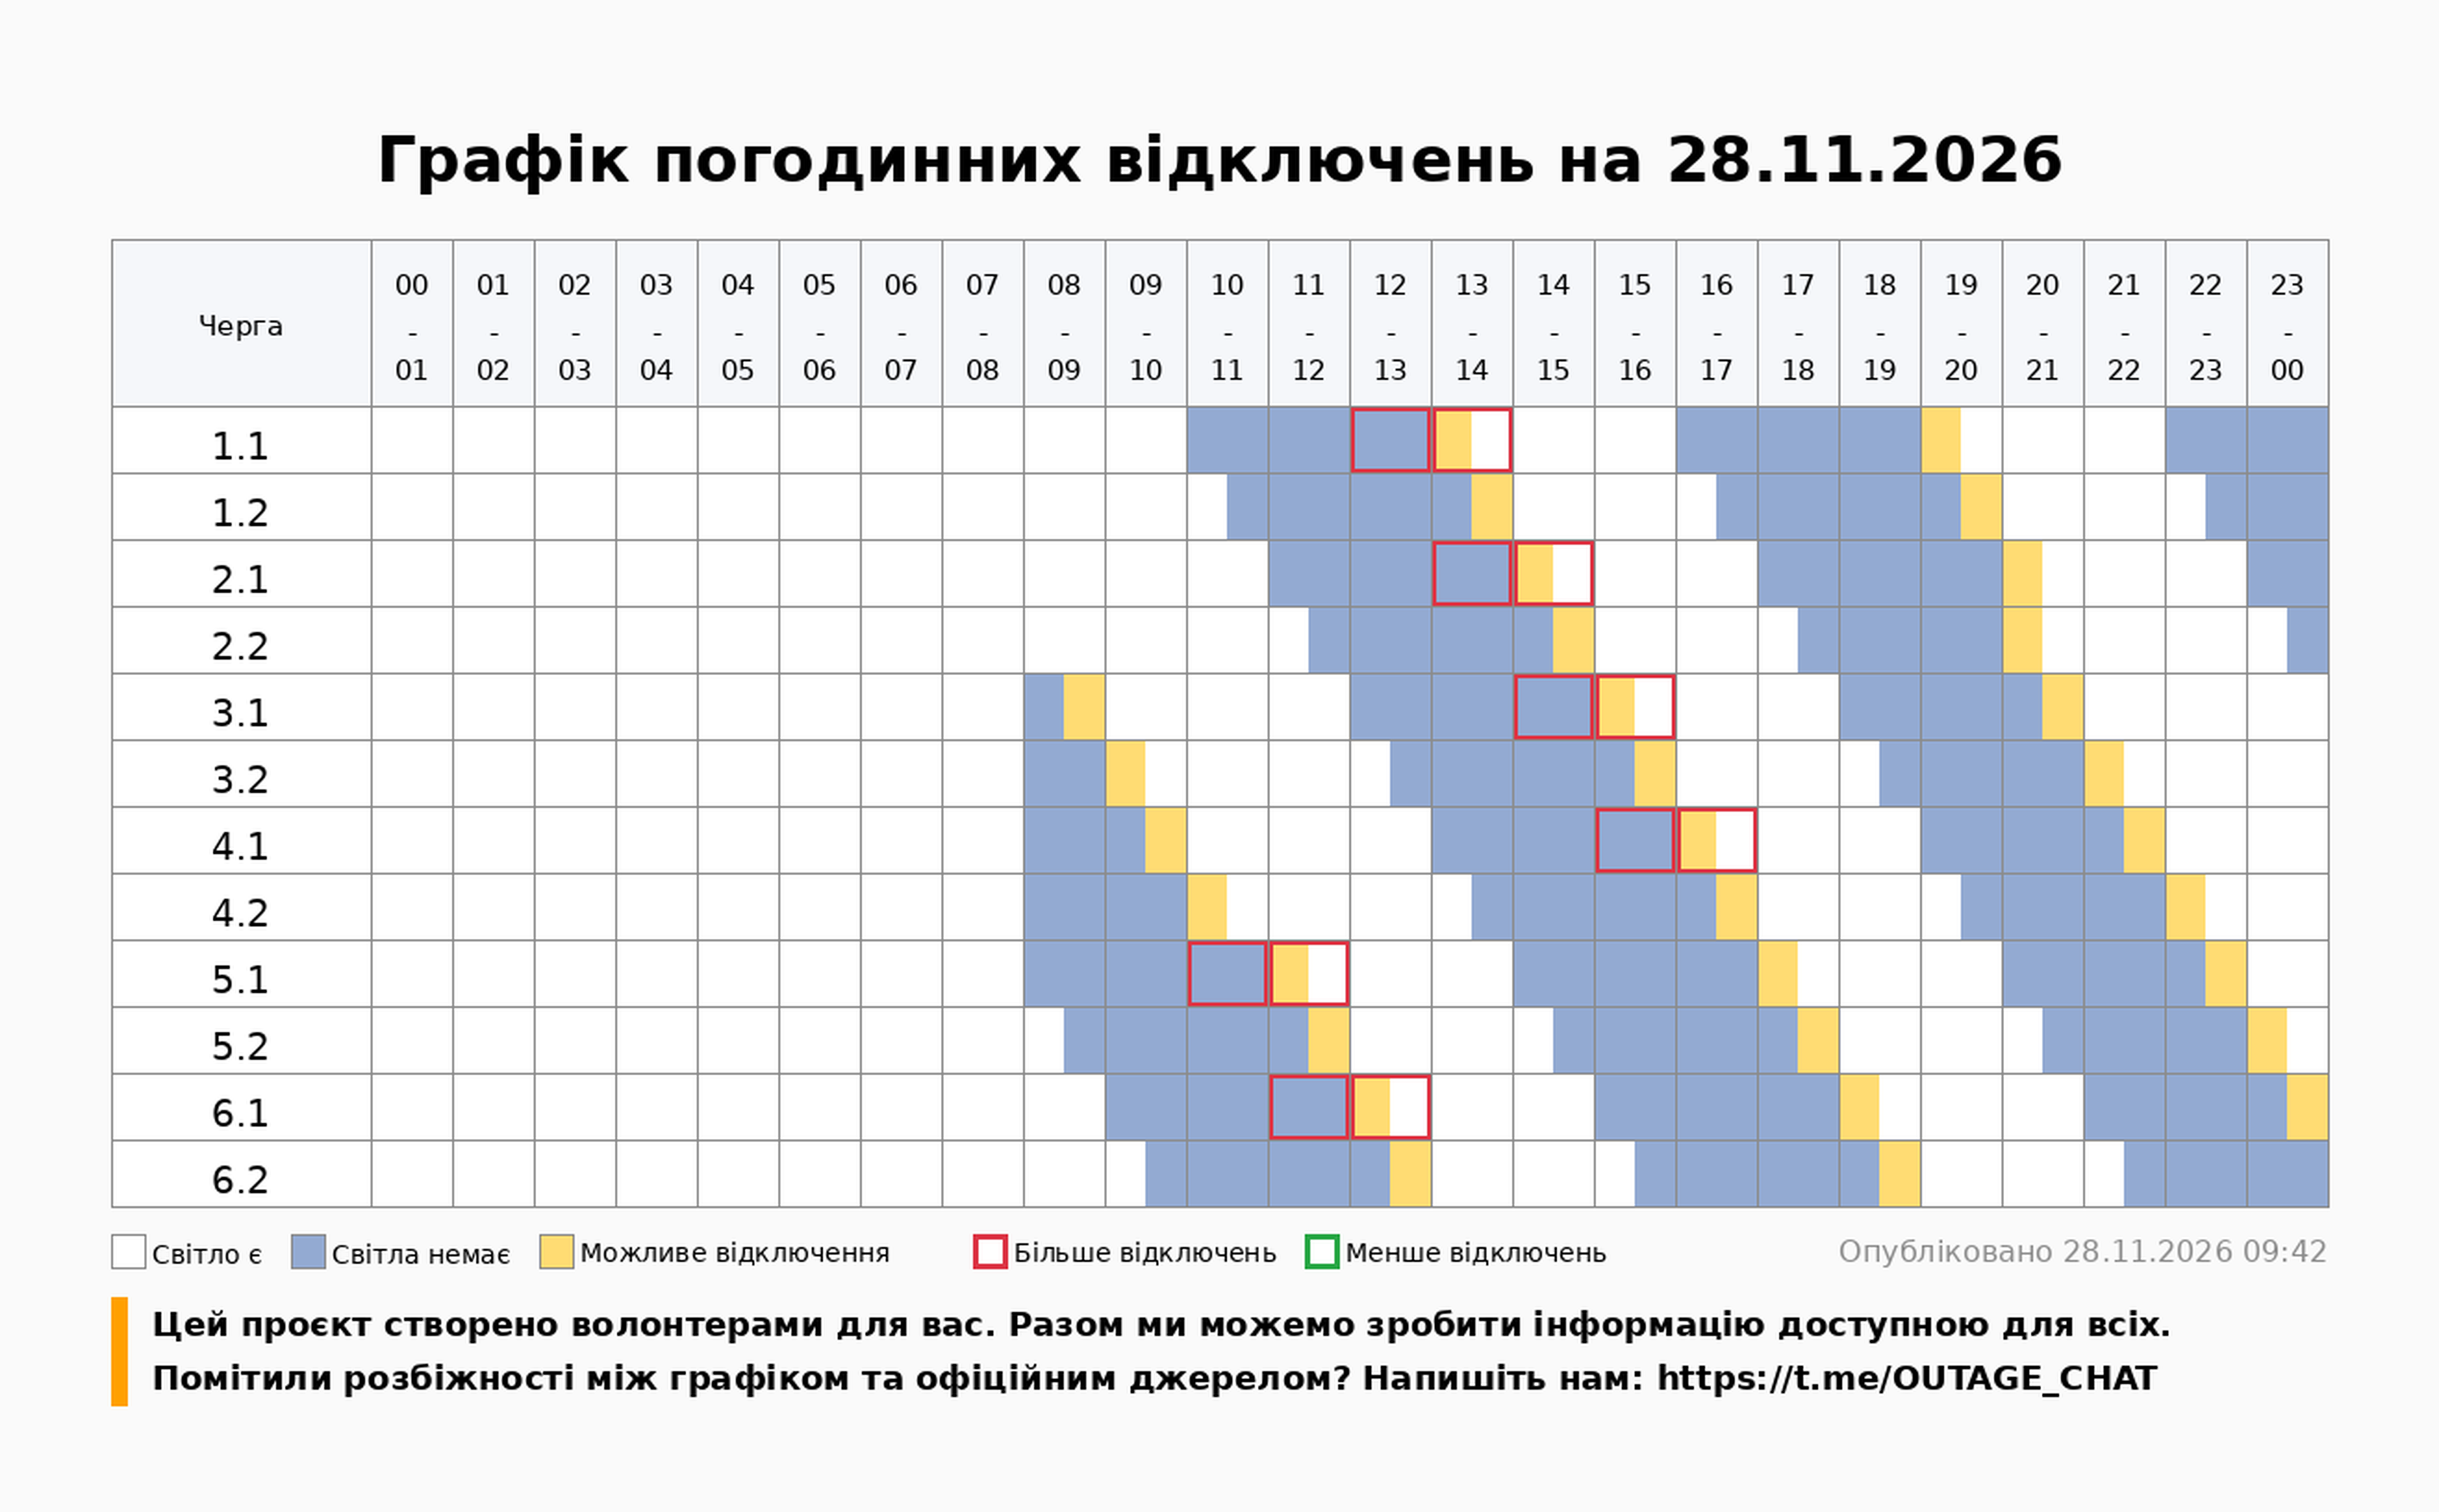 Графік погодинних відключень на 28.11.2026
Черга
00 - 01
01 - 02
02 - 03
03 - 04
04 - 05
05 - 06
06 - 07
07 - 08
08 - 09
09 - 10
10 - 11
11 - 12
12 - 13
13 - 14
14 - 15
15 - 16
16 - 17
17 - 18
18 - 19
19 - 20
20 - 21
21 - 22
22 - 23
23 - 00
1.1
1.2
2.1
2.2
3.1
3.2
4.1
4.2
5.1
5.2
6.1
6.2
Світло є
Світла немає
Можливе відключення
Більше відключень
Менше відключень
Опубліковано 28.11.2026 09:42
Цей проєкт створено волонтерами для вас. Разом ми можемо зробити інформацію доступною для всіх.
Помітили розбіжності між графіком та офіційним джерелом? Напишіть нам: https://t.me/OUTAGE_CHAT